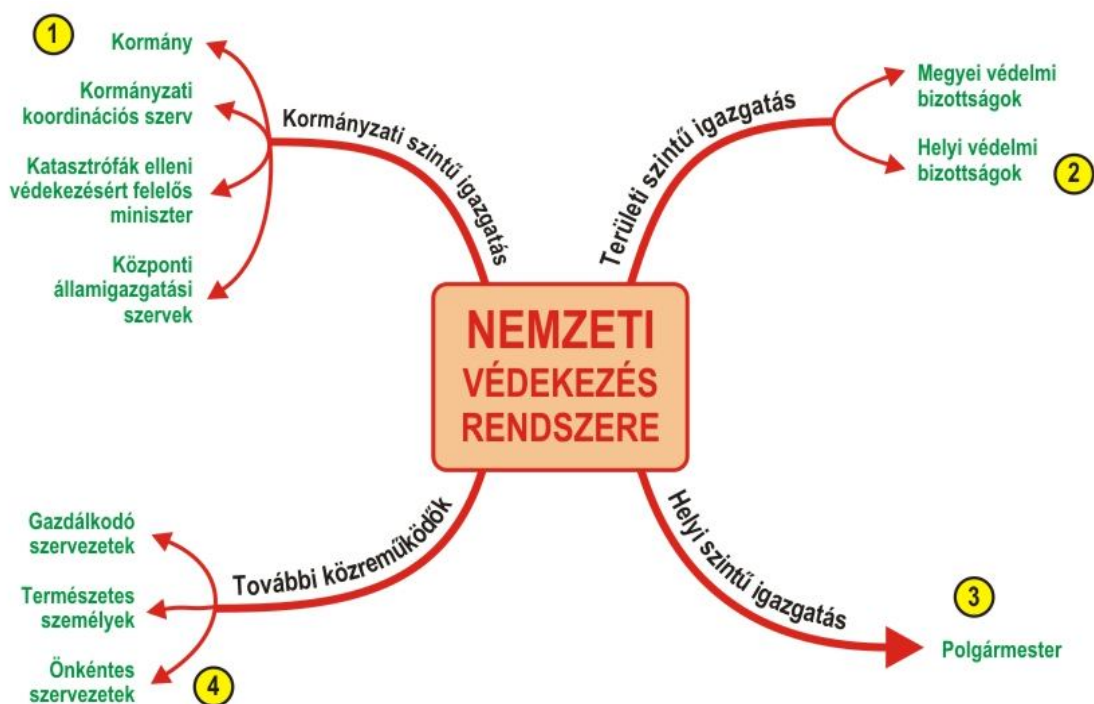 1
Kormány
Kormányzati
koordinációs szerv
Katasztrófák elleni
védekezésért felelős
miniszter
Központi
államigazgatási
szervek
Kormányzati szintű igazgatás
Területi szintű igazgatás
Megyei védelmi
bizottságok
Helyi védelmi
bizottságok
2
NEMZETI
VÉDEKEZÉS
RENDSZERE
Helyi szintű igazgatás
3
Polgármester
További közreműködők
Gazdálkodó
szervezetek
Természetes
személyek
Önkéntes
szervezetek
4